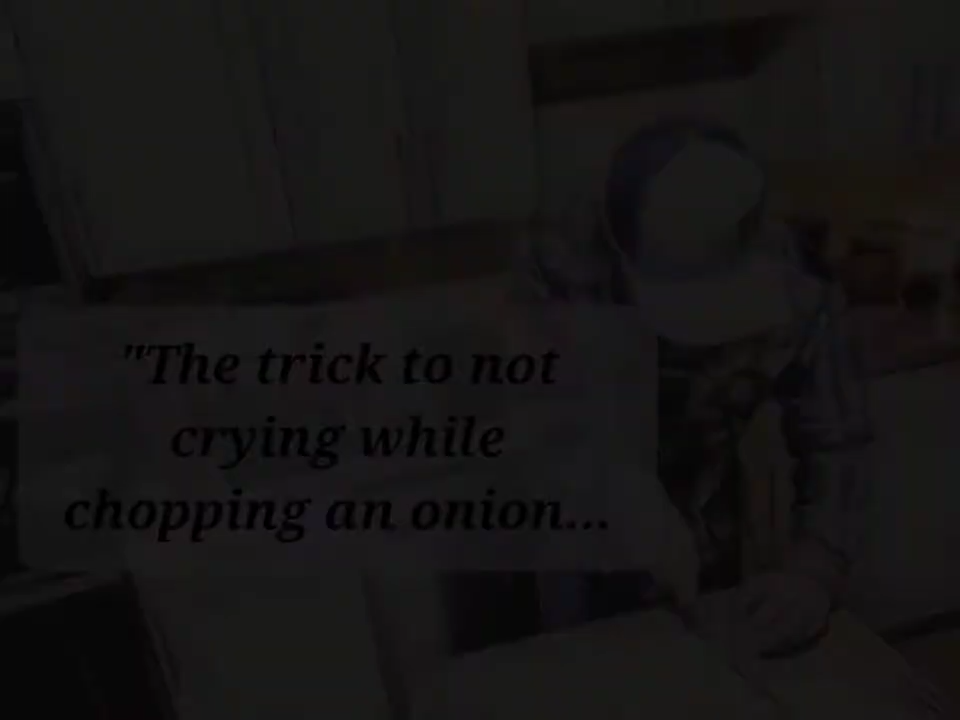 "The trick to not
crying while
chopping an onion...